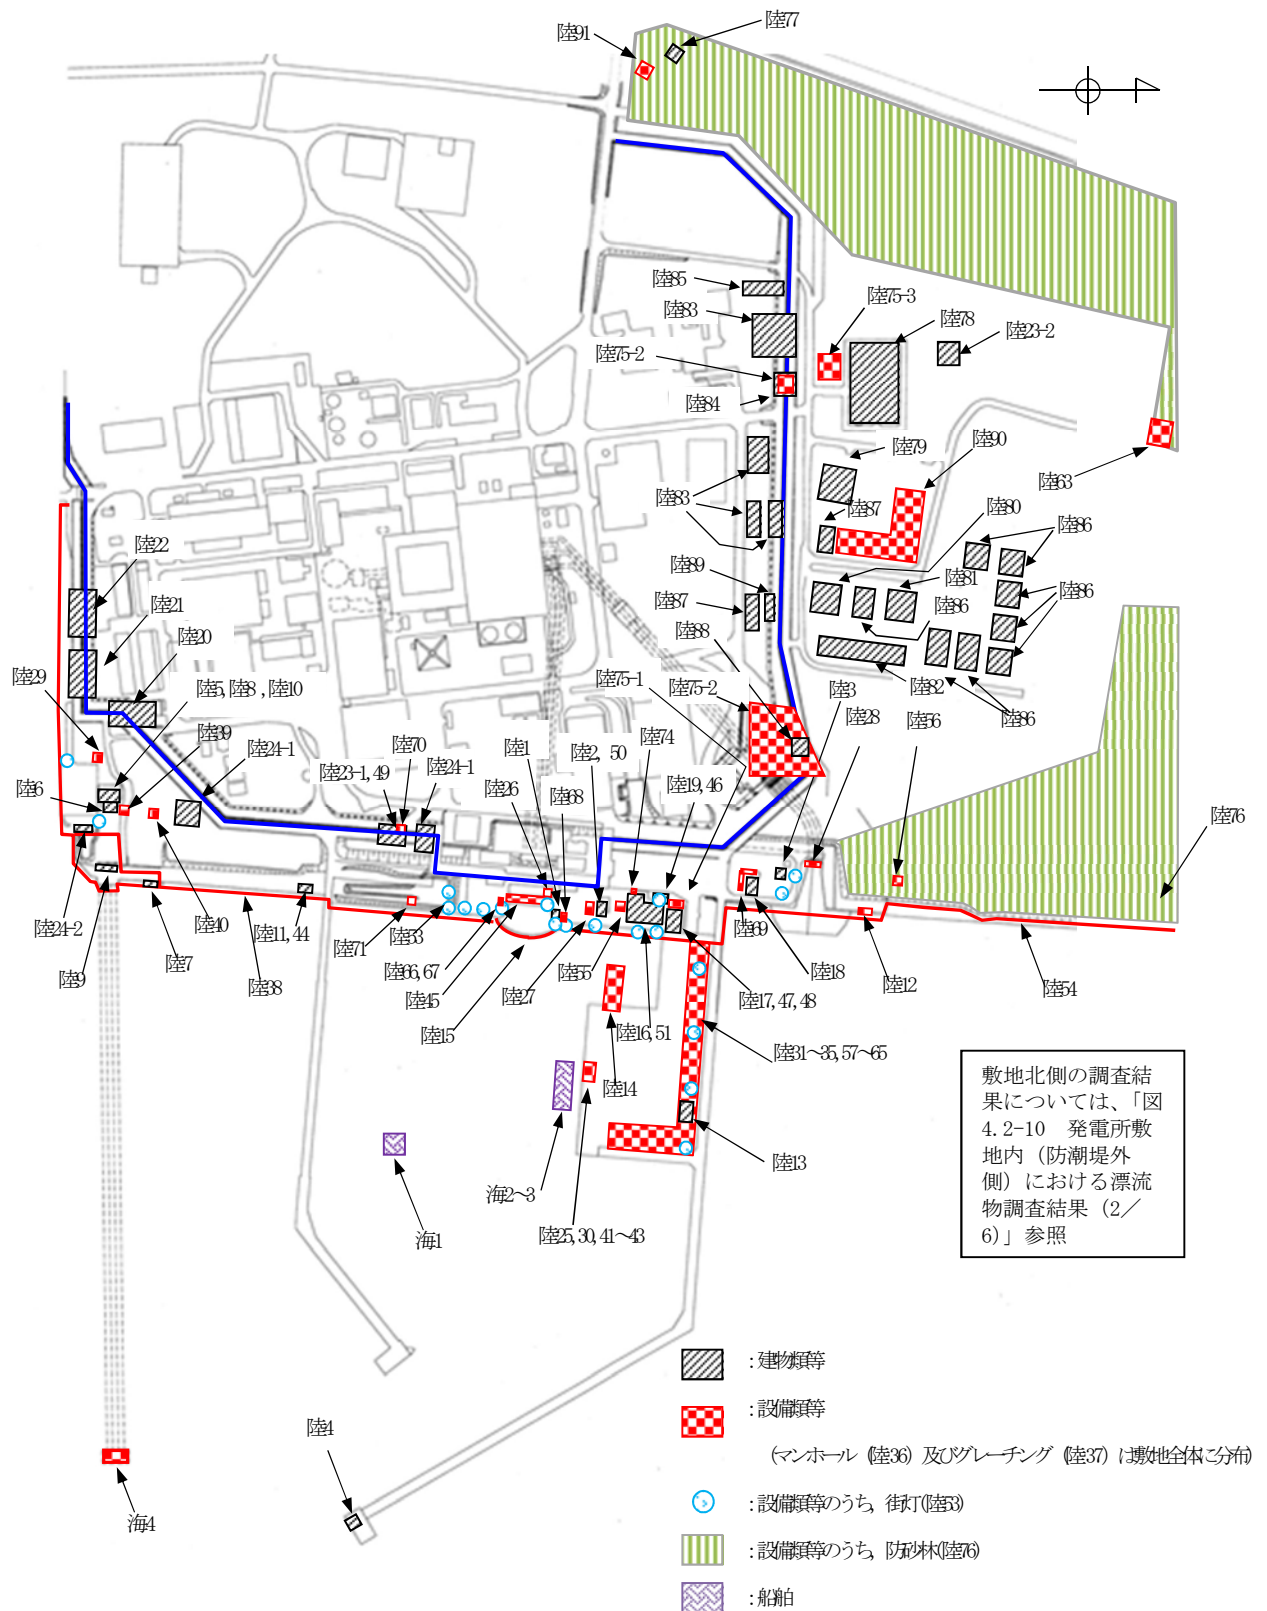 陸77
陸91
陸85
陸83
陸75-3
陸78
陸23-2
陸75-2
陸84
陸79
陸90
陸63
陸83
陸87
陸80
陸86
陸22
陸89
陸81
陸86
陸21
陸87
陸86
陸20
陸88
陸29
陸5,陸8 ,陸10
陸75-1
陸75-2
陸3
陸82
陸86
陸28
陸56
陸39
陸24-1
陸23-1,49
陸70
陸24-1
陸1
陸2, 50
陸74
陸6
陸26
陸68
陸19,46
陸76
陸24-2
陸9
陸7
陸40
陸38
陸11,44
陸71
陸53
陸66,67
陸45
陸15
陸27
陸55
陸16,51
陸69
陸18
陸17,47,48
陸12
陸54
陸31～35,57～65
陸14
陸13
海2～3
陸25,30,41～43
海1
敷地北側の調査結
果については、「図
4.2-10　発電所敷
地内（防潮堤外
側）における漂流
物調査結果（2／
6）」参照
陸4
海4
：建物類等
：設備類等
（マンホール（陸36）及びグレーチング（陸37）は敷地全体に分布）
：設備類等のうち，街灯(陸53)
：設備類等のうち，防砂林(陸76)
：船舶